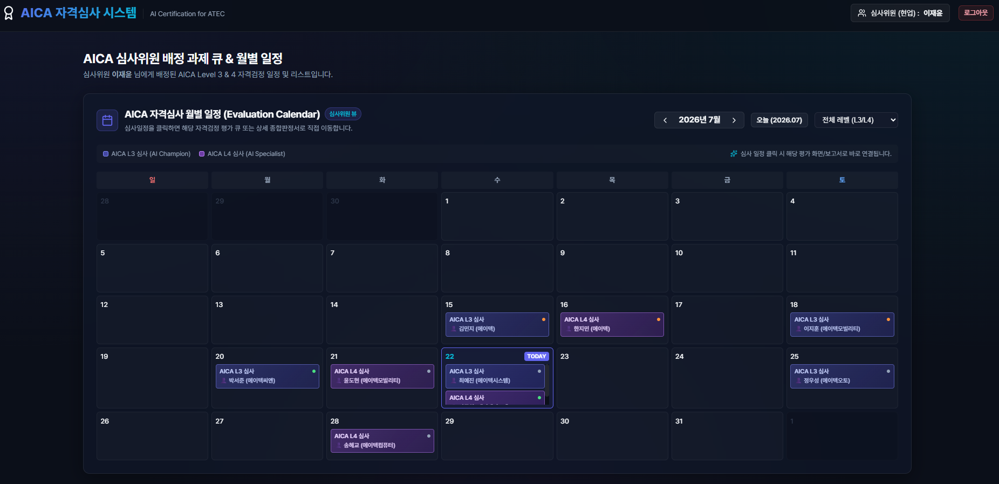 AICA 자격심사 시스템
AI Certification for ATEC
심사위원 (현업) : 이재윤
로그아웃
AICA 심사위원 배정 과제 큐 & 월별 일정
심사위원 이재윤 님에게 배정된 AICA Level 3 & 4 자격검정 일정 및 리스트입니다.
AICA 자격심사 월별 일정 (Evaluation Calendar)
심사위원 뷰
심사일정을 클릭하면 해당 자격검정 평가 큐 또는 상세 종합판정서로 직접 이동합니다.
2026년 7월
오늘 (2026.07)
전체 레벨 (L3/L4)
AICA L3 심사 (AI Champion)
AICA L4 심사 (AI Specialist)
심사 일정 클릭 시 해당 평가 화면/보고서로 바로 연결됩니다.
일 월 화 수 목 금 토
28 29 30 1 2 3 4
5 6 7 8 9 10 11
12 13 14 15 16 17 18
AICA L3 심사
김민지 (에이텍)
AICA L4 심사
한지민 (에이텍)
AICA L3 심사
이지훈 (에이텍모빌리티)
19 20 21 22 TODAY 23 24 25
AICA L3 심사
박서준 (에이텍씨앤)
AICA L4 심사
윤도현 (에이텍모빌리티)
AICA L3 심사
최예진 (에이텍시스템)
AICA L4 심사
AICA L3 심사
정우성 (에이텍오토)
26 27 28 29 30 31 1
AICA L4 심사
송혜교 (에이텍컴퓨터)